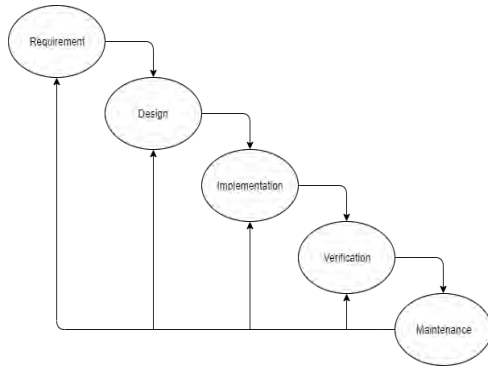 Requirement
Design
Implementation
Verification
Maintenance